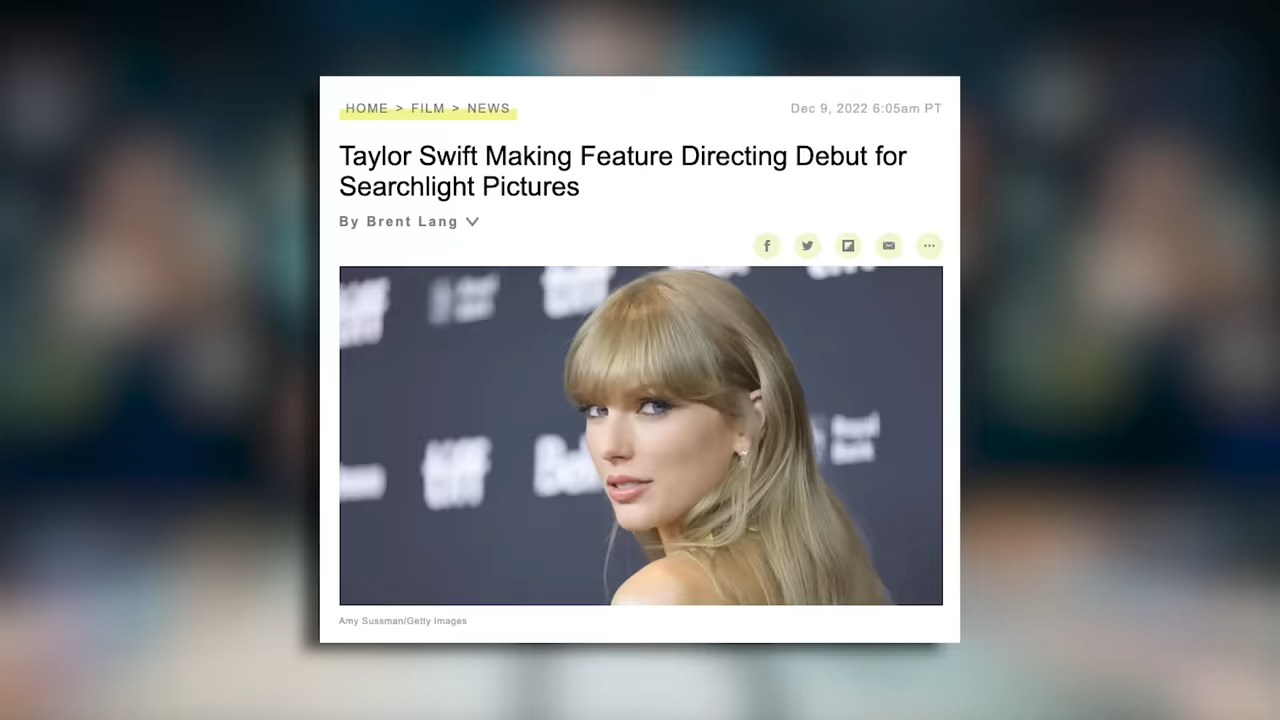 HOME > FILM > NEWS
Dec 9, 2022 6:05am PT
Taylor Swift Making Feature Directing Debut for
Searchlight Pictures
By Brent Lang
tiff
Amy Sussman/Getty Images